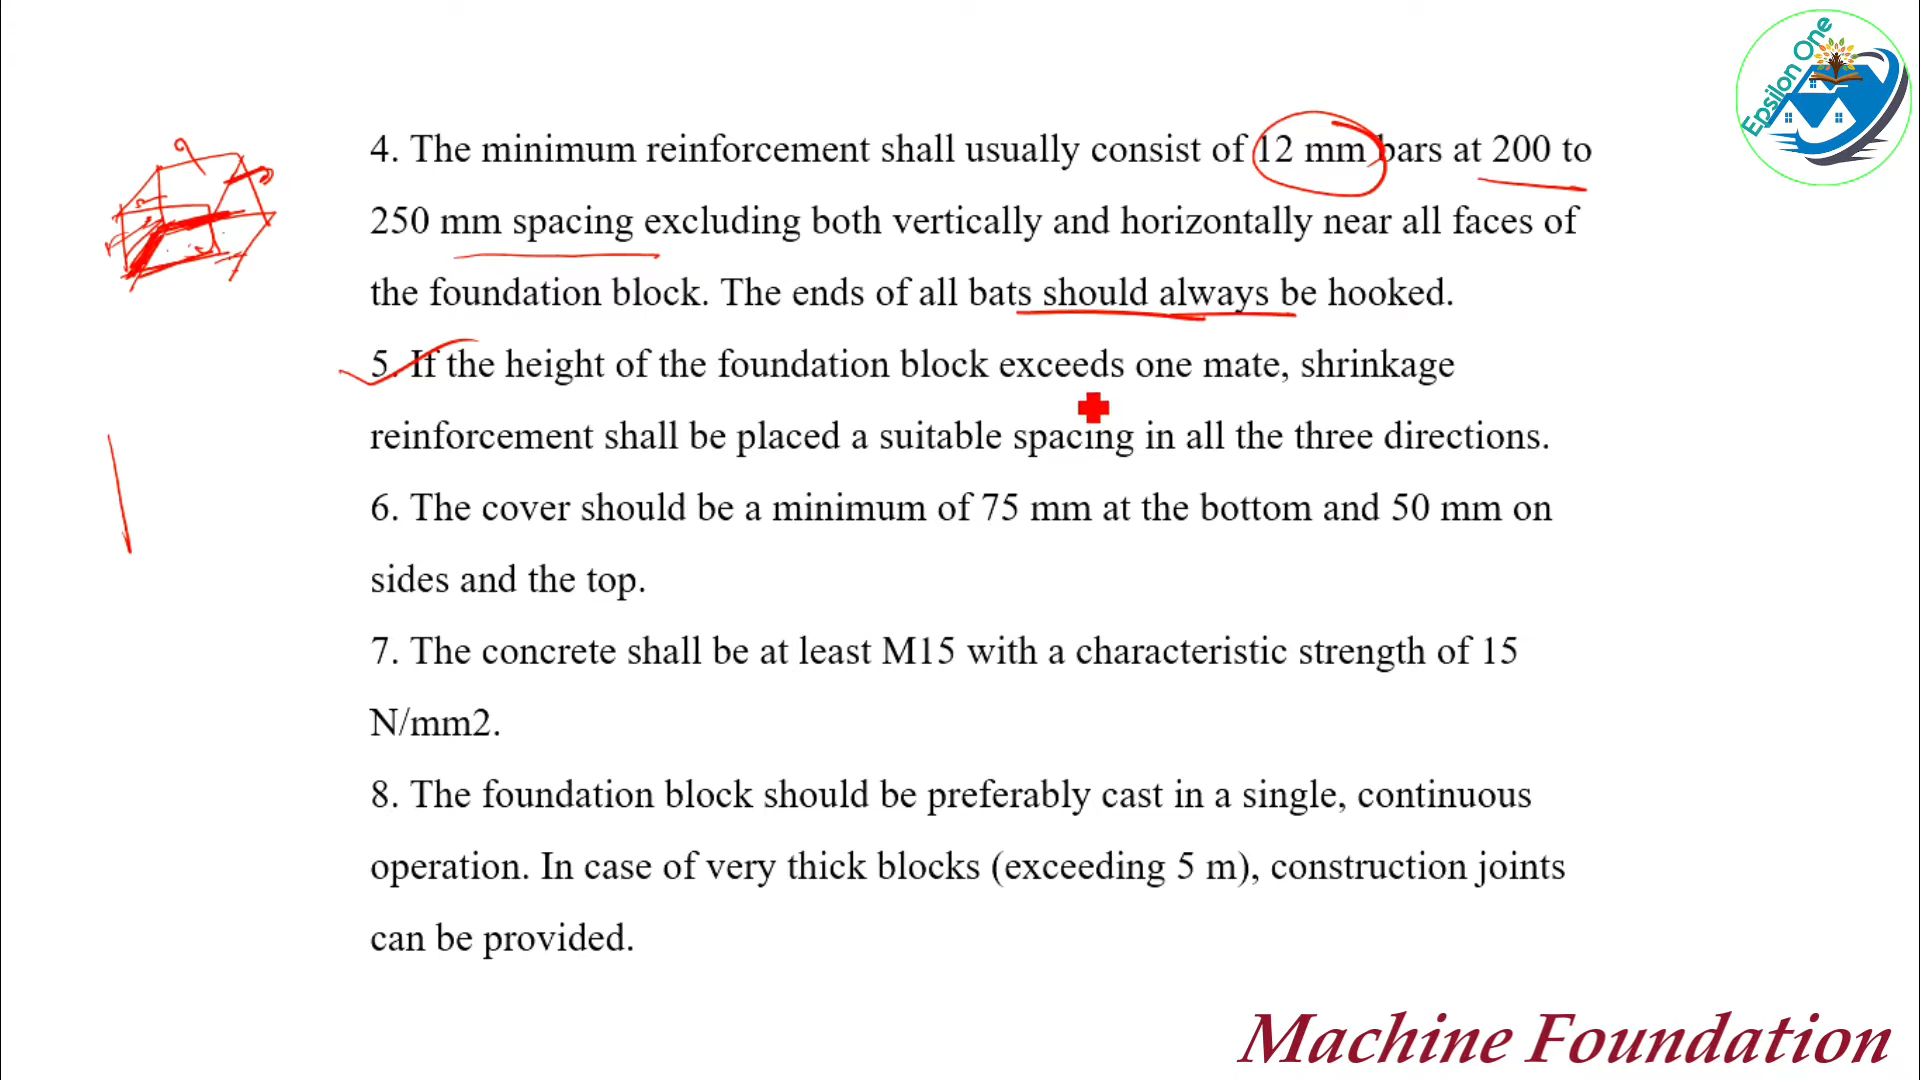 Epsilon One
4. The minimum reinforcement shall usually consist of 12 mm bars at 200 to
250 mm spacing excluding both vertically and horizontally near all faces of
the foundation block. The ends of all bats should always be hooked.
5. If the height of the foundation block exceeds one mate, shrinkage
reinforcement shall be placed a suitable spacing in all the three directions.
6. The cover should be a minimum of 75 mm at the bottom and 50 mm on
sides and the top.
7. The concrete shall be at least M15 with a characteristic strength of 15
N/mm2.
8. The foundation block should be preferably cast in a single, continuous
operation. In case of very thick blocks (exceeding 5 m), construction joints
can be provided.
Machine Foundation